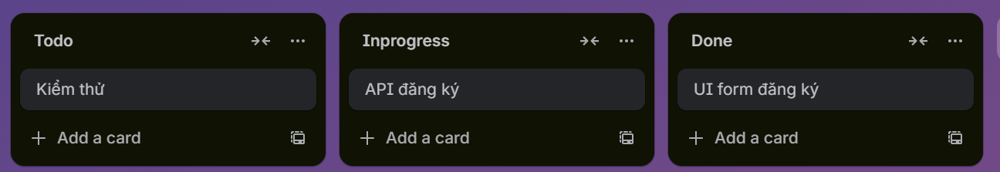 Todo
Kiểm thử
Add a card
Inprogress
API đăng ký
Add a card
Done
UI form đăng ký
Add a card